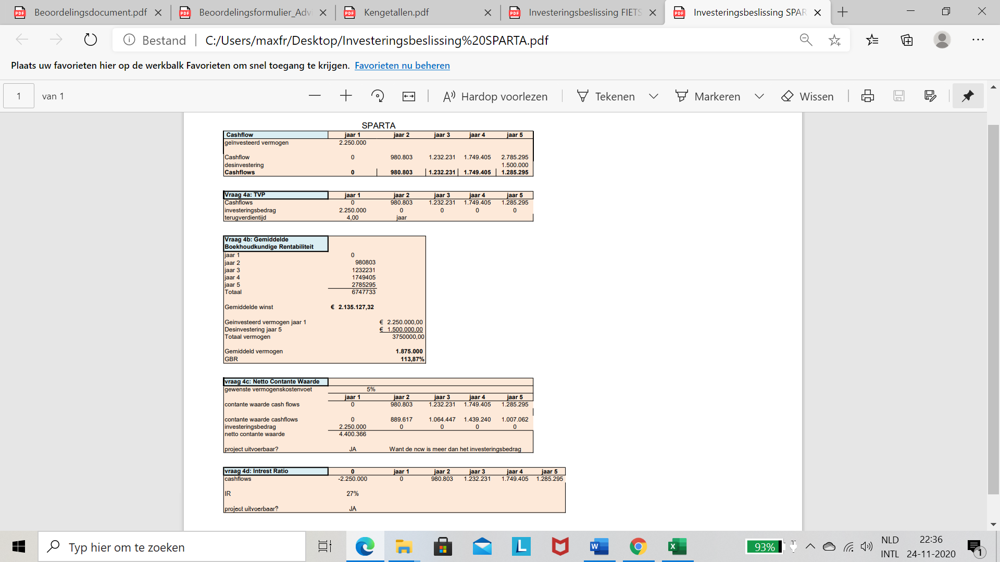 Beoordelingsdocument.pdf
Beoordelingsformulier_Advi
Kengetallen.pdf
Investeringsbeslissing FIETS
Investeringsbeslissing SPAR
Bestand | C:/Users/maxfr/Desktop/Investeringsbeslissing%20SPARTA.pdf
Plaats uw favorieten hier op de werkbalk Favorieten om snel toegang te krijgen. Favorieten nu beheren
1 van 1 Hardop voorlezen Tekenen Markeren Wissen
SPARTA
Cashflow jaar 1 jaar 2 jaar 3 jaar 4 jaar 5
geïnvesteerd vermogen 2.250.000
Cashflow 0 980.803 1.232.231 1.749.405 2.785.295
desinvestering 1.500.000
Cashflows 0 980.803 1.232.231 1.749.405 1.285.295
Vraag 4a: TVP jaar 1 jaar 2 jaar 3 jaar 4 jaar 5
Cashflows 0 980.803 1.232.231 1.749.405 1.285.295
investeringsbedrag 2.250.000 0 0 0 0
terugverdientijd 4,00 jaar
Vraag 4b: Gemiddelde
Boekhoudkundige Rentabiliteit
jaar 1 0
jaar 2 980803
jaar 3 1232231
jaar 4 1749405
jaar 5 2785295
Totaal 6747733
Gemiddelde winst € 2.135.127,32
Geinvesteerd vermogen jaar 1 € 2.250.000,00
Desinvestering jaar 5 € 1.500.000,00
Totaal vermogen 3750000,00
Gemiddeld vermogen 1.875.000
GBR 113,87%
vraag 4c: Netto Contante Waarde
gewenste vermogenskostenvoet 5%
jaar 1 jaar 2 jaar 3 jaar 4 jaar 5
contante waarde cash flows 0 980.803 1.232.231 1.749.405 1.285.295
contante waarde cashflows 0 889.617 1.064.447 1.439.240 1.007.062
investeringsbedrag 2.250.000 0 0 0 0
netto contante waarde 4.400.366
project uitvoerbaar? JA Want de ncw is meer dan het investeringsbedrag
vraag 4d: Intrest Ratio 0 jaar 1 jaar 2 jaar 3 jaar 4 jaar 5
cashflows -2.250.000 0 980.803 1.232.231 1.749.405 1.285.295
IR 27%
project uitvoerbaar? JA
Typ hier om te zoeken
93%
NLD 22:36
INTL 24-11-2020
1